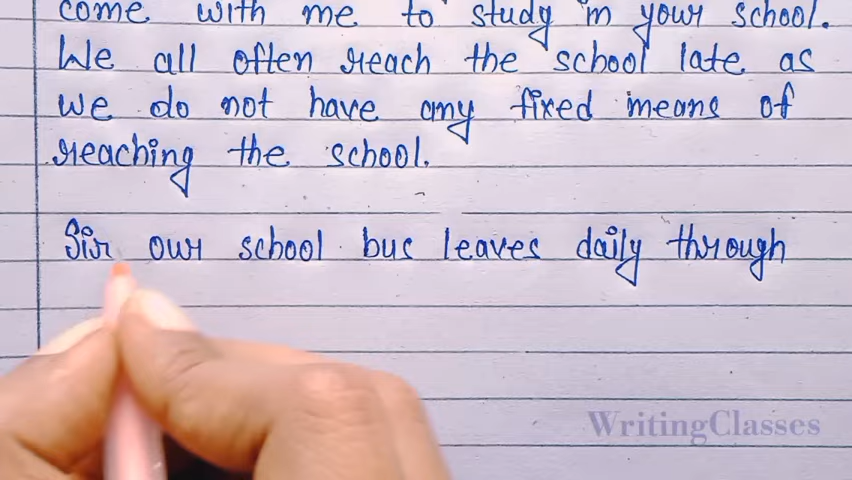 come with me to study in your school.
We all often reach the school late as
we do not have any fixed means of
reaching the school.
Sir our school bus leaves daily through
WritingClasses